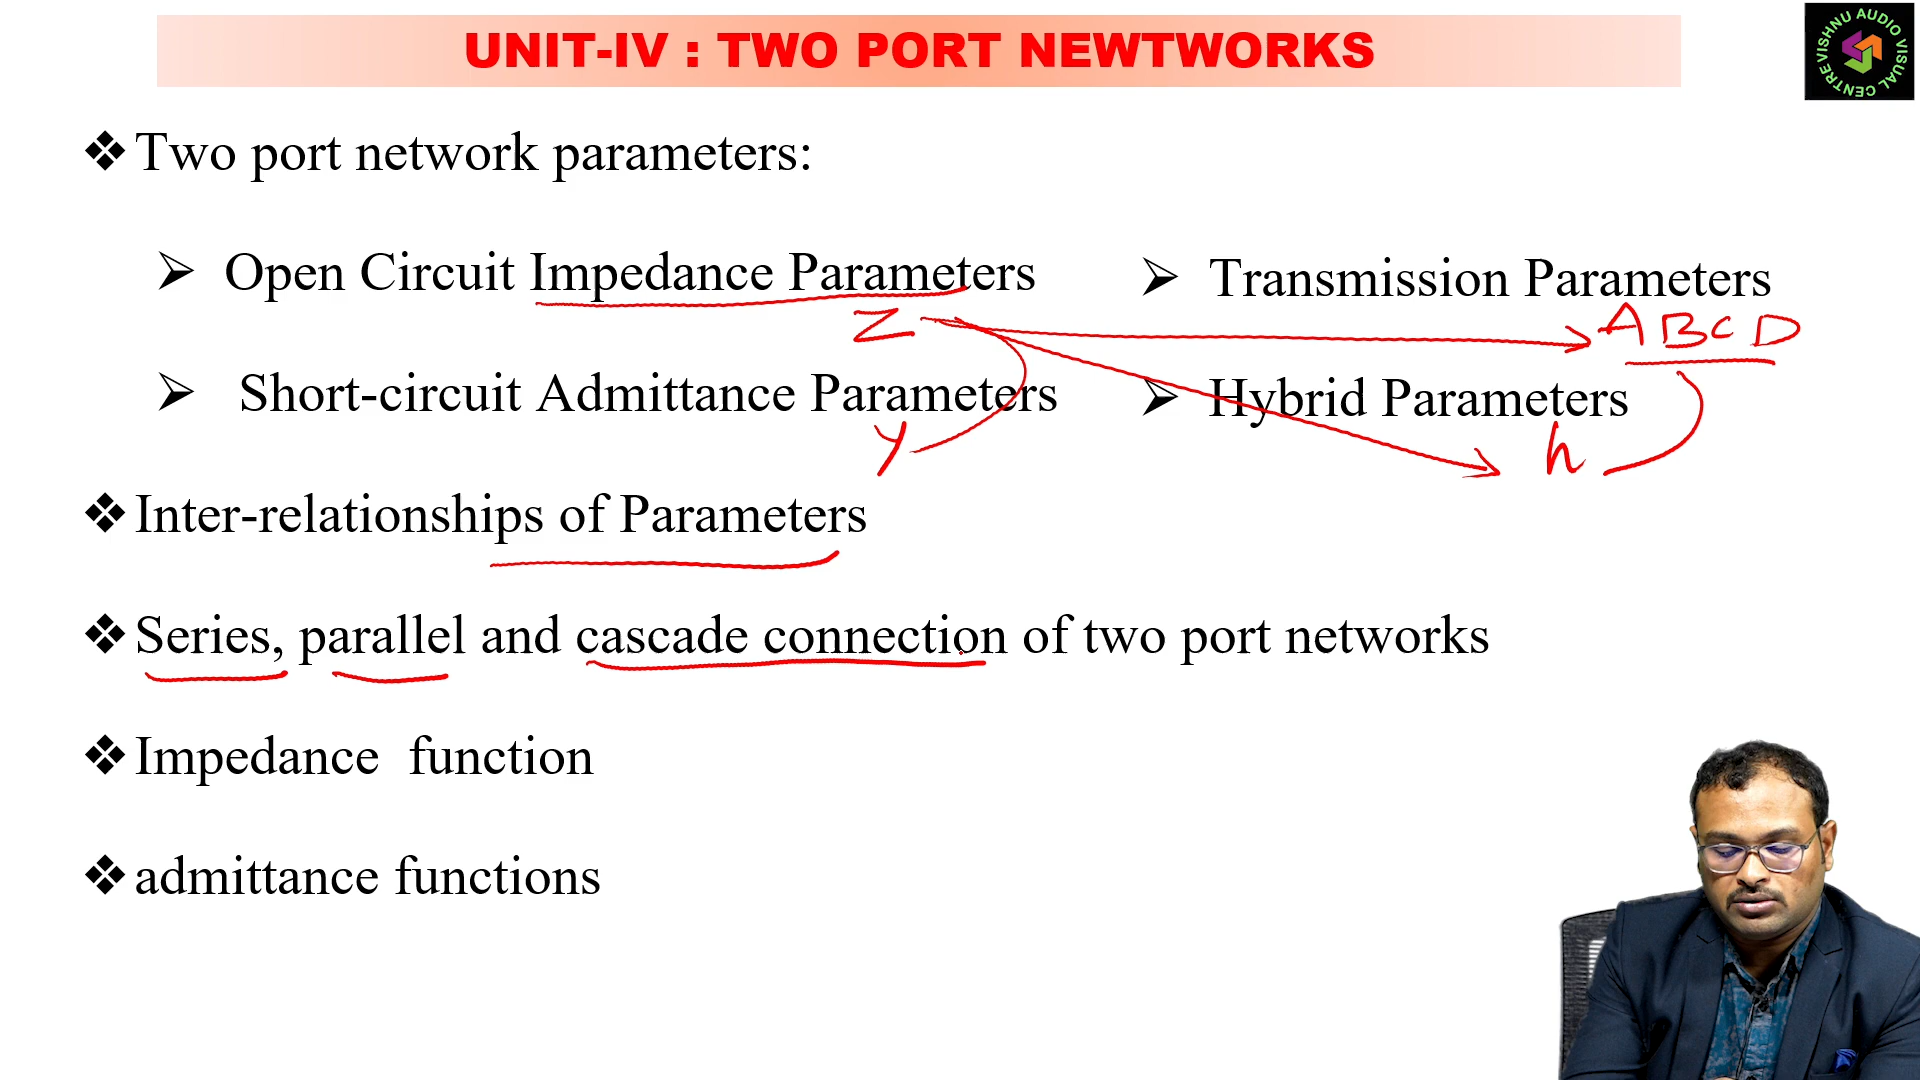 UNIT-IV : TWO PORT NEWTWORKS
VISHNU AUDIO VISUAL CENTRE
❖ Two port network parameters:
➢ Open Circuit Impedance Parameters
Z
➢ Transmission Parameters
A B C D
➢ Short-circuit Admittance Parameters
y
➢ Hybrid Parameters
h
❖ Inter-relationships of Parameters
❖ Series, parallel and cascade connection of two port networks
❖ Impedance function
❖ admittance functions